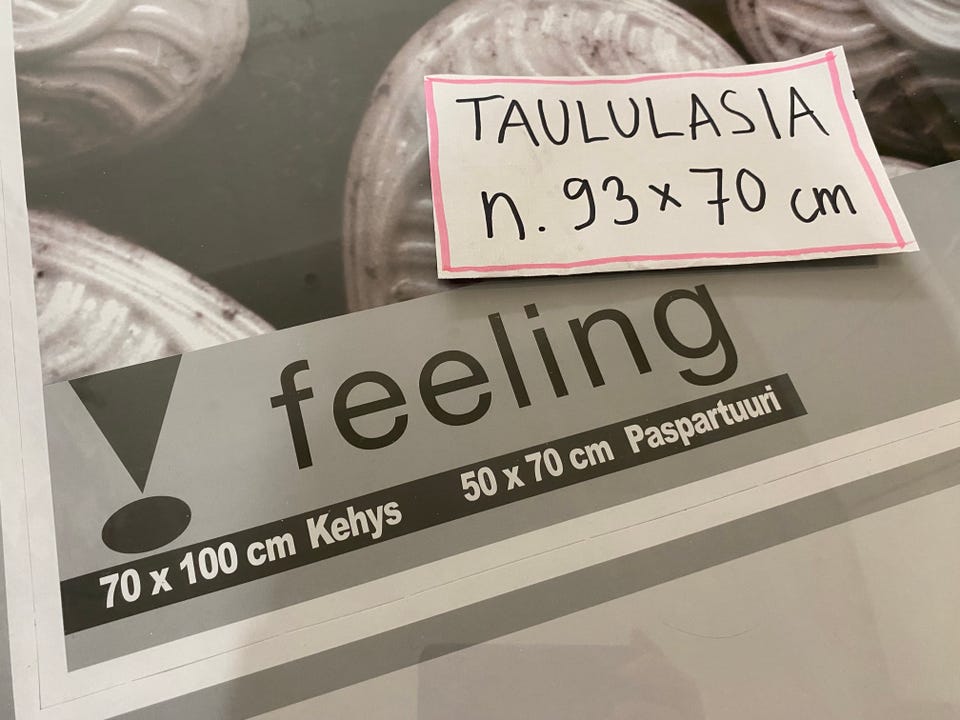 TAULULASIA
n. 93 x 70 cm
feeling
70 x 100 cm Kehys 50 x 70 cm Paspartuuri